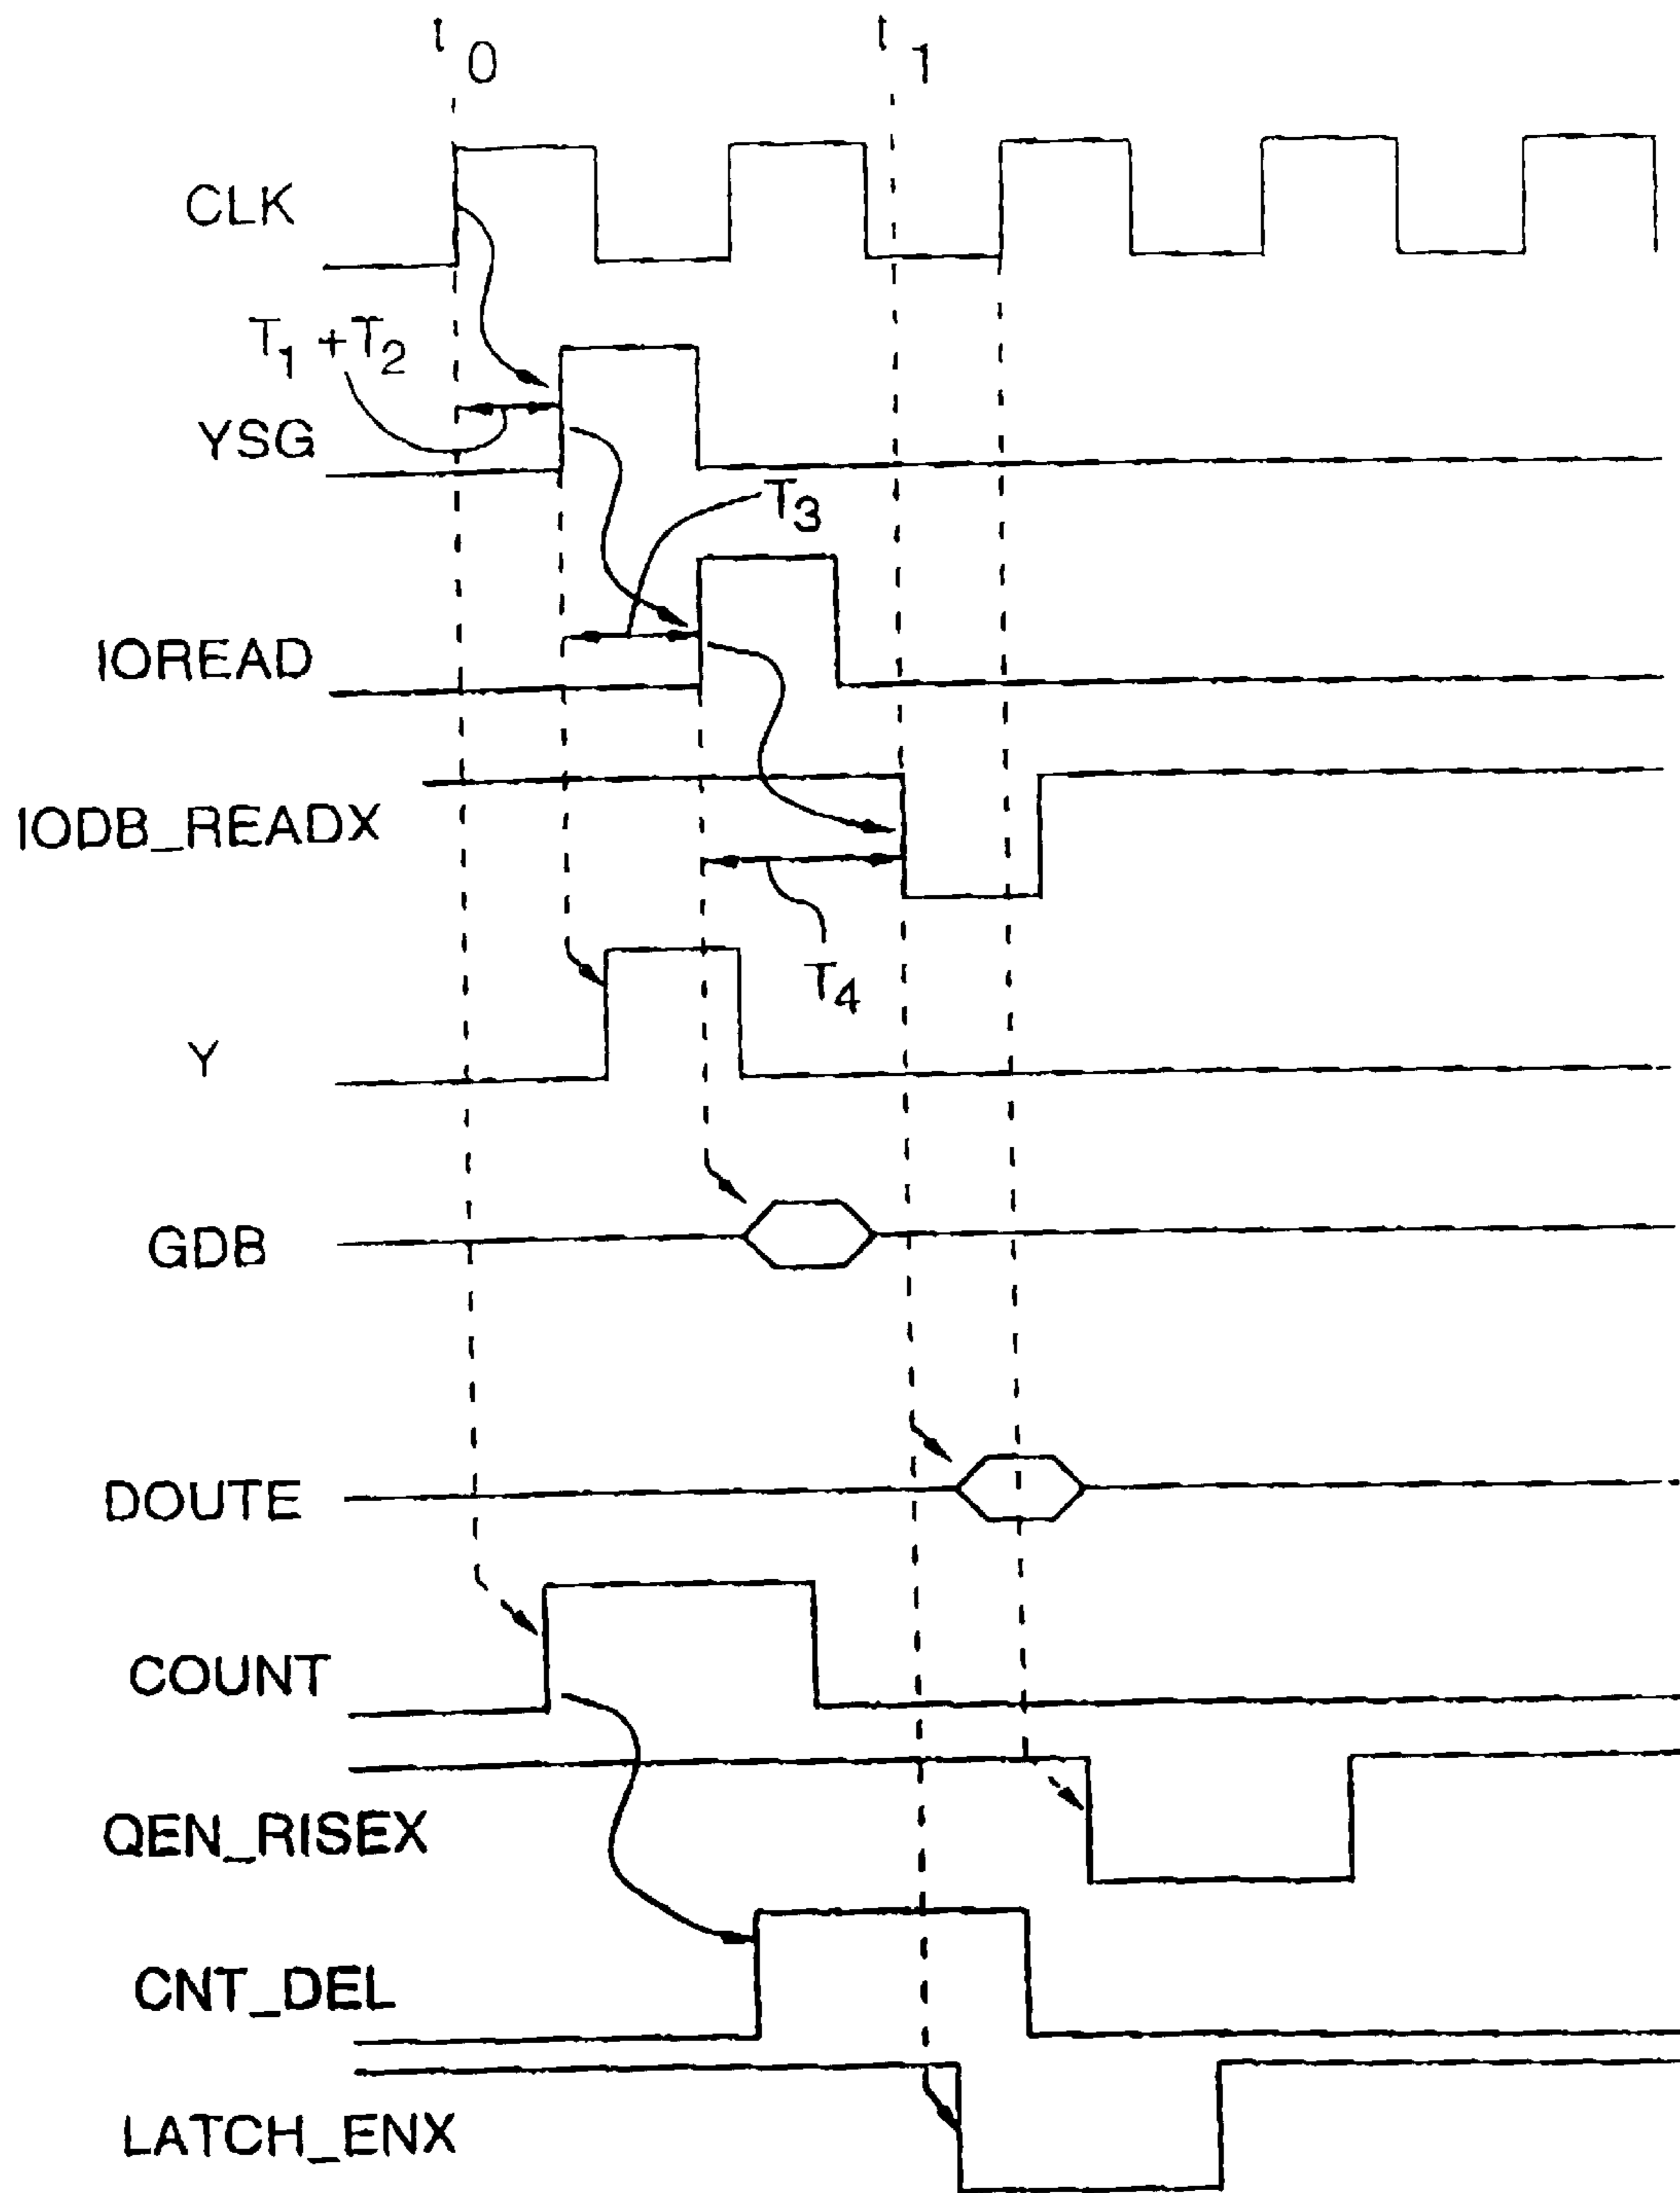 t0 t1
CLK
T1 + T2
YSG
T3
IOREAD
IODB_READX
T4
Y
GDB
DOUTE
COUNT
QEN_RISEX
CNT_DEL
LATCH_ENX